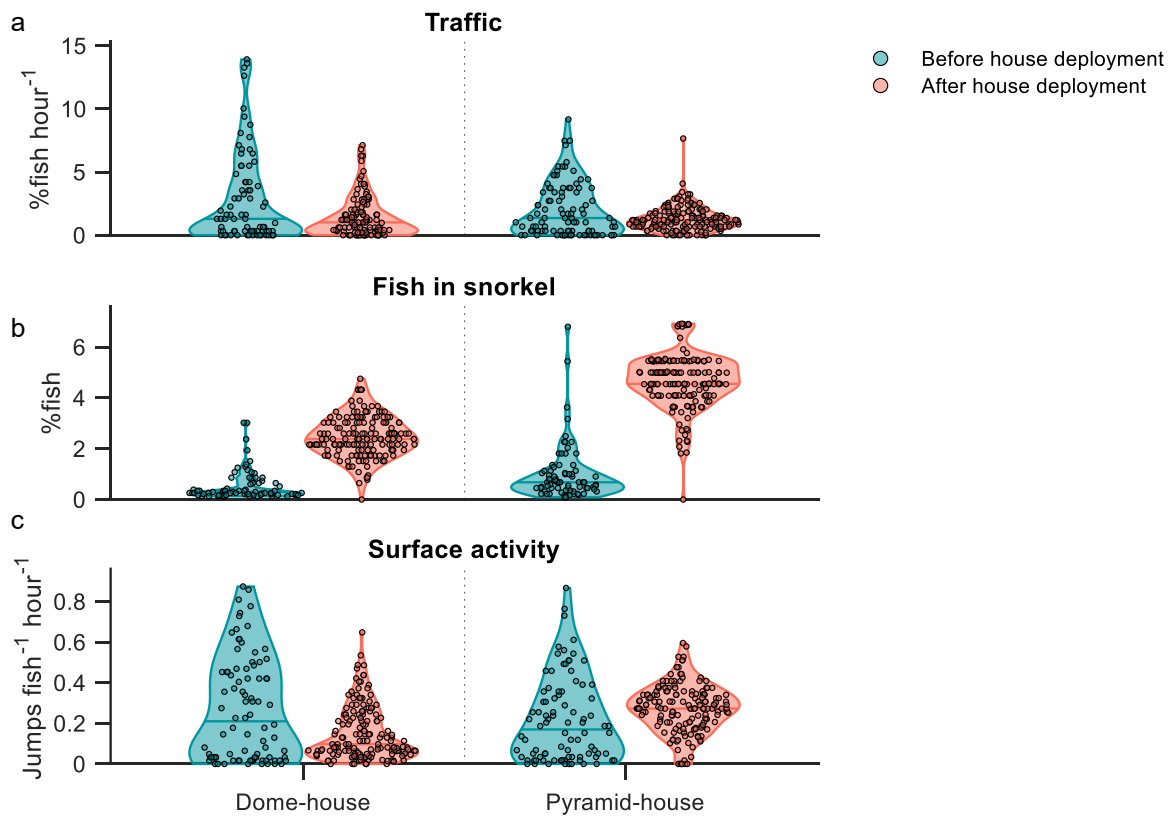 a
Traffic
Before house deployment
After house deployment
%fish hour-1
15
10
5
0
Fish in snorkel
b
%fish
6
4
2
0
c
Surface activity
Jumps fish-1 hour-1
0.8
0.6
0.4
0.2
0
Dome-house Pyramid-house